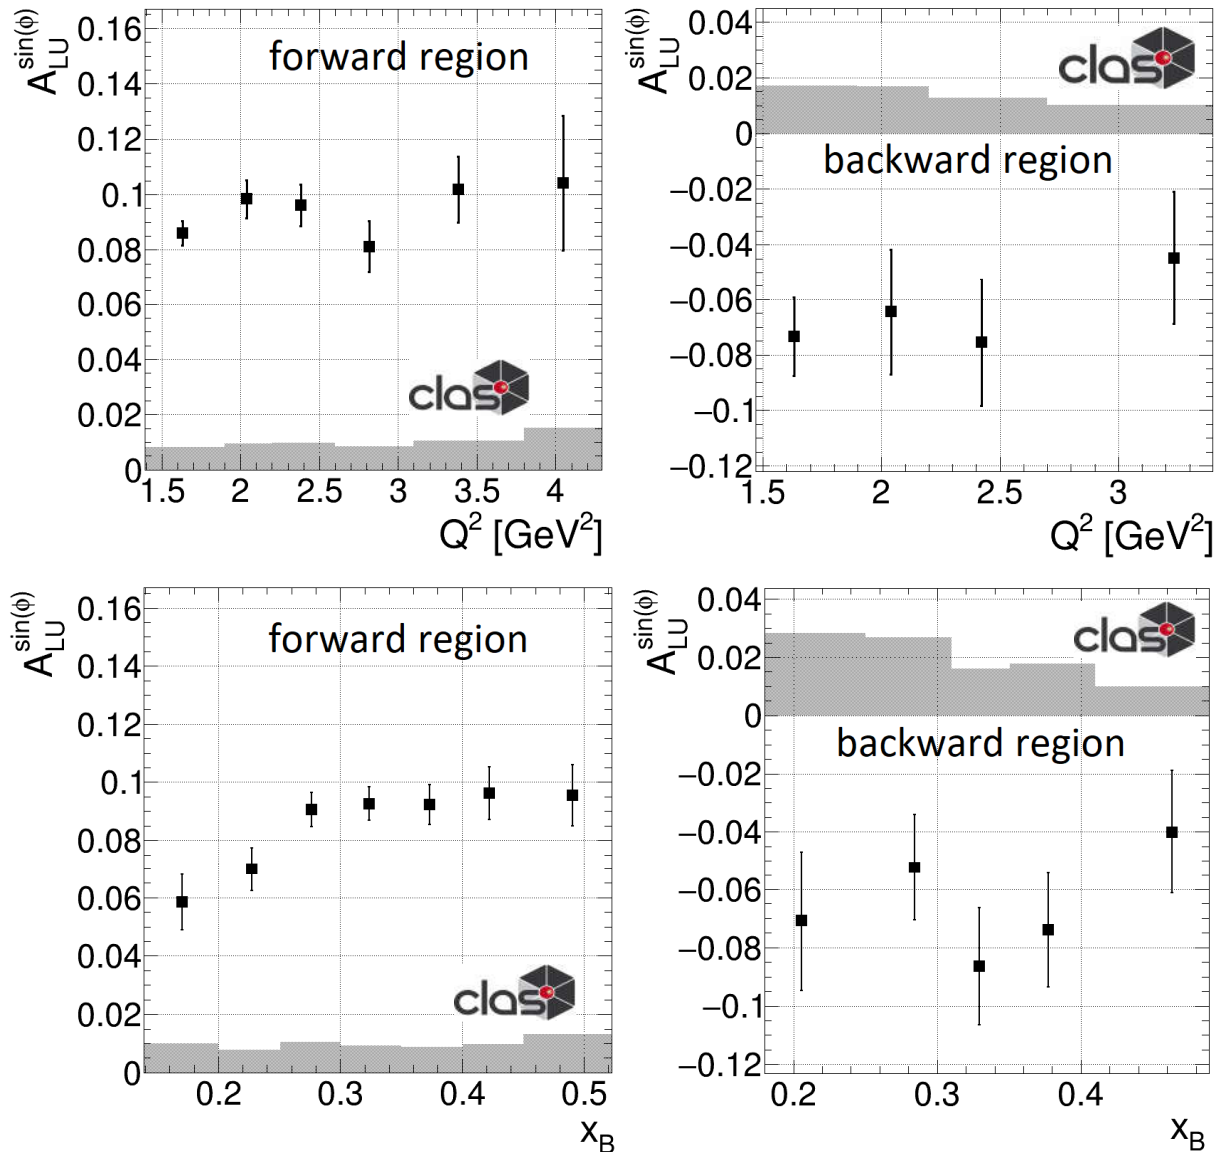 A_LU^sin(ϕ)
forward region
0.16
0.14
0.12
0.1
0.08
0.06
0.04
0.02
0
clas
1.5 2 2.5 3 3.5 4
Q² [GeV²]
A_LU^sin(ϕ)
0.04
0.02
0
−0.02
−0.04
−0.06
−0.08
−0.1
−0.12
clas
backward region
1.5 2 2.5 3
Q² [GeV²]
A_LU^sin(ϕ)
forward region
0.16
0.14
0.12
0.1
0.08
0.06
0.04
0.02
0
clas
0.2 0.3 0.4 0.5
x_B
A_LU^sin(ϕ)
0.04
0.02
0
−0.02
−0.04
−0.06
−0.08
−0.1
−0.12
clas
backward region
0.2 0.3 0.4
x_B